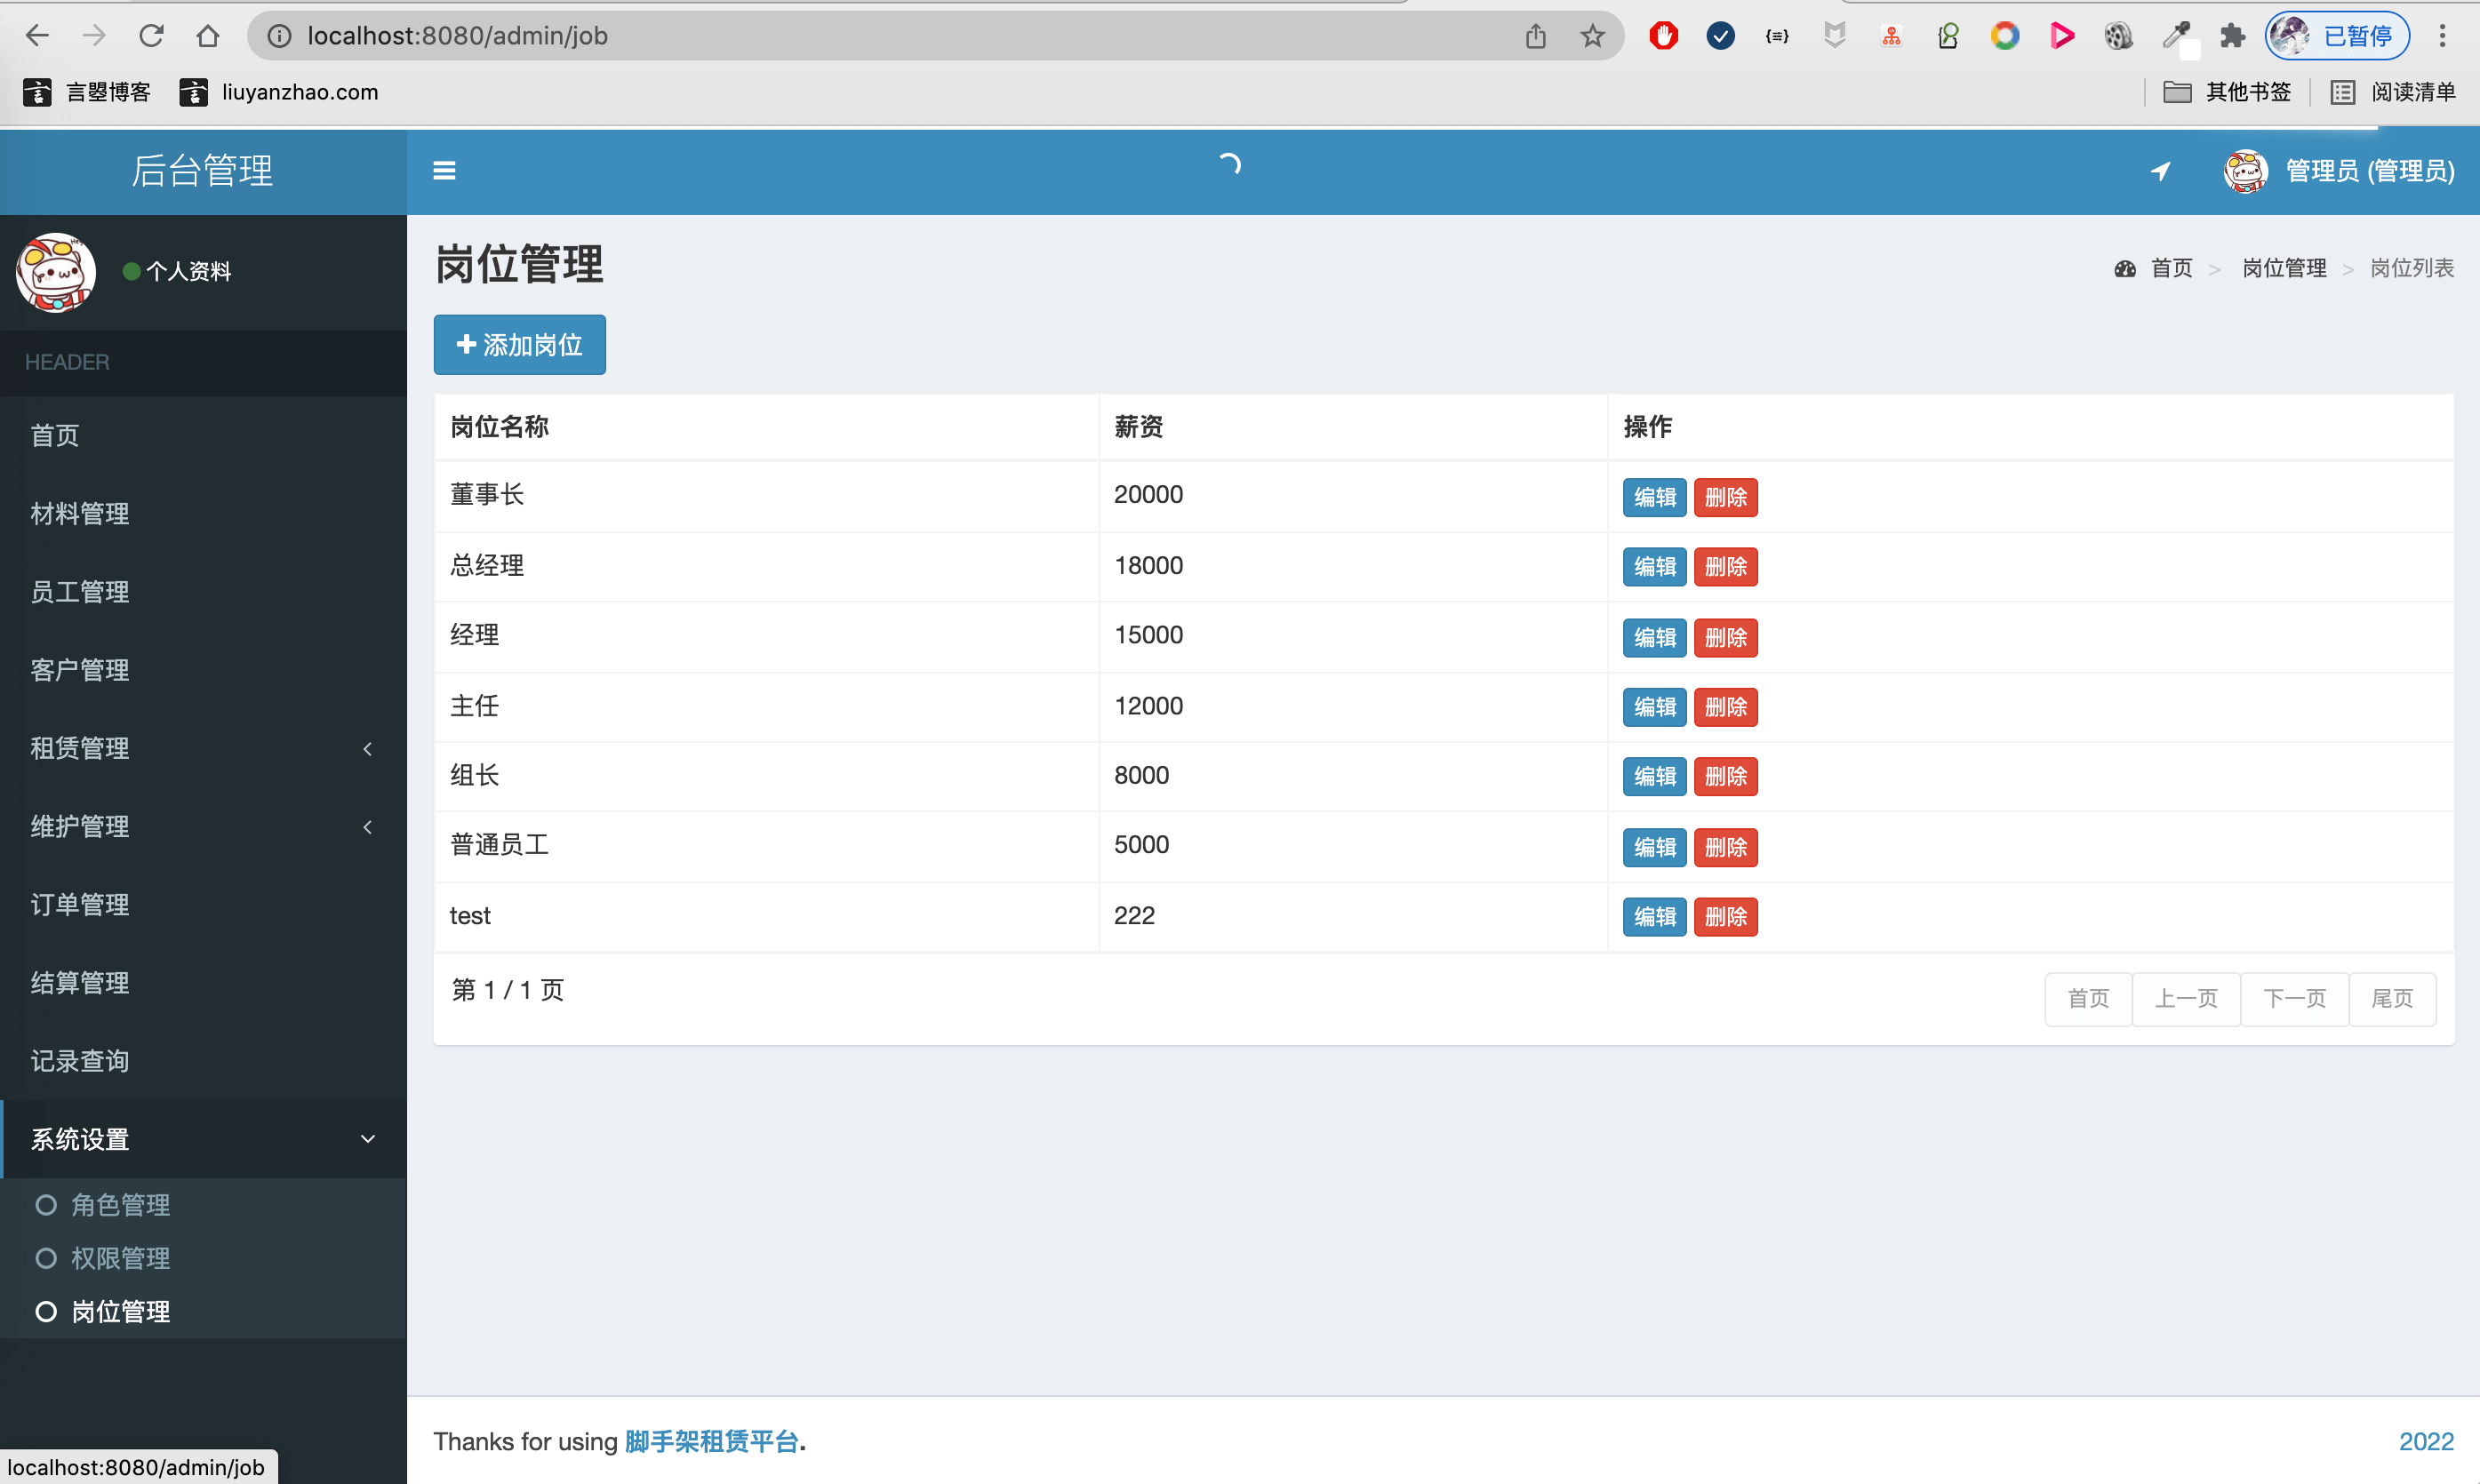 localhost:8080/admin/job
已暂停
言曌博客
liuyanzhao.com
其他书签
阅读清单
后台管理
管理员 (管理员)
个人资料
岗位管理
首页 > 岗位管理 > 岗位列表
HEADER
添加岗位
首页
材料管理
员工管理
客户管理
租赁管理
维护管理
订单管理
结算管理
记录查询
系统设置
角色管理
权限管理
岗位管理
岗位名称 薪资 操作
董事长 20000 编辑 删除
总经理 18000 编辑 删除
经理 15000 编辑 删除
主任 12000 编辑 删除
组长 8000 编辑 删除
普通员工 5000 编辑 删除
test 222 编辑 删除
第 1 / 1 页
首页 上一页 下一页 尾页
Thanks for using 脚手架租赁平台.
2022
localhost:8080/admin/job